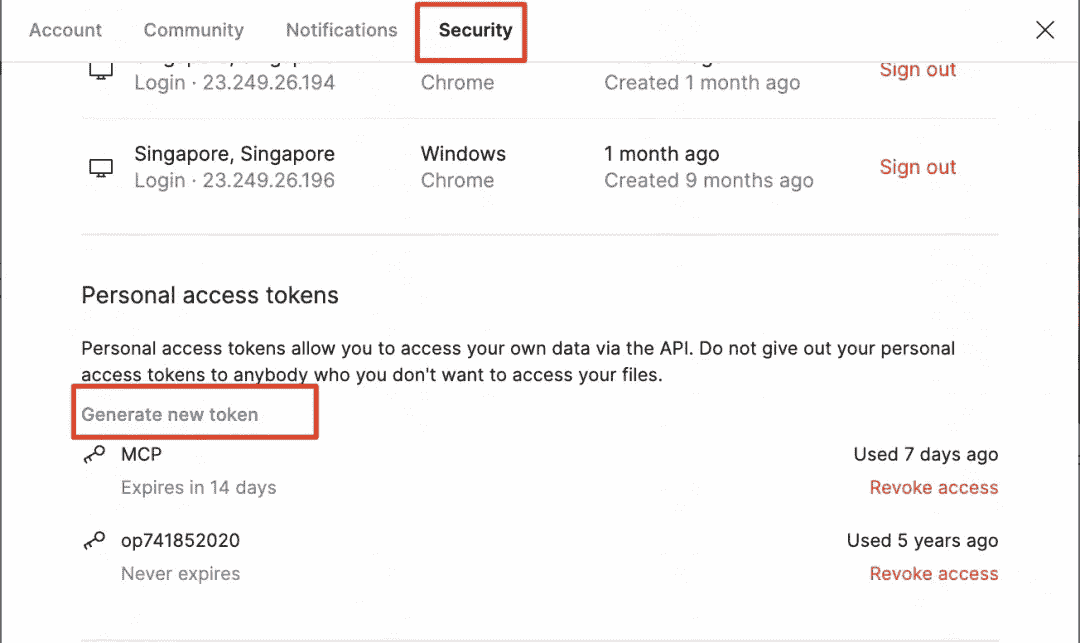 Account Community Notifications Security
Login · 23.249.26.194 Chrome Created 1 month ago Sign out
Singapore, Singapore Windows 1 month ago
Login · 23.249.26.196 Chrome Created 9 months ago Sign out
Personal access tokens
Personal access tokens allow you to access your own data via the API. Do not give out your personal
access tokens to anybody who you don't want to access your files.
Generate new token
MCP Used 7 days ago
Expires in 14 days Revoke access
op741852020 Used 5 years ago
Never expires Revoke access